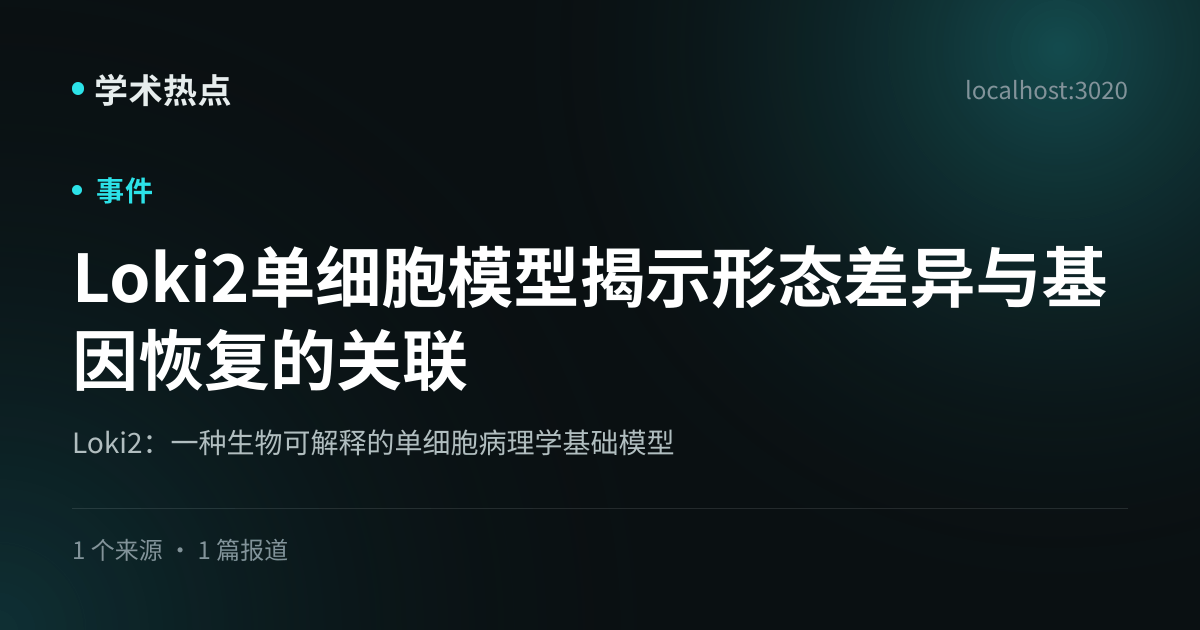 学术热点
localhost:3020
事件
Loki2单细胞模型揭示形态差异与基
因恢复的关联
Loki2：一种生物可解释的单细胞病理学基础模型
1 个来源 · 1 篇报道